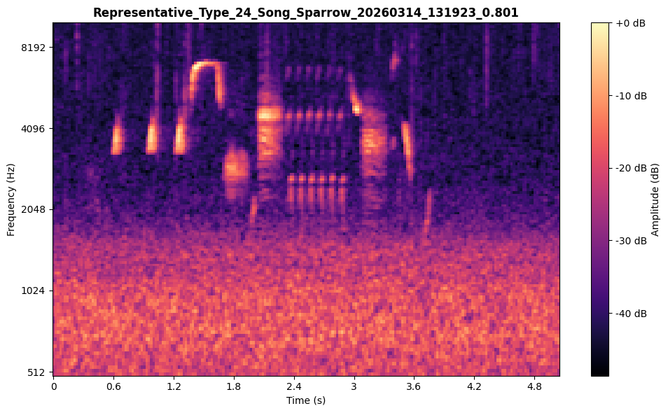 Representative_Type_24_Song_Sparrow_20260314_131923_0.801
8192
4096
2048
1024
512
Frequency (Hz)
0 0.6 1.2 1.8 2.4 3 3.6 4.2 4.8
Time (s)
+0 dB
-10 dB
-20 dB
-30 dB
-40 dB
Amplitude (dB)